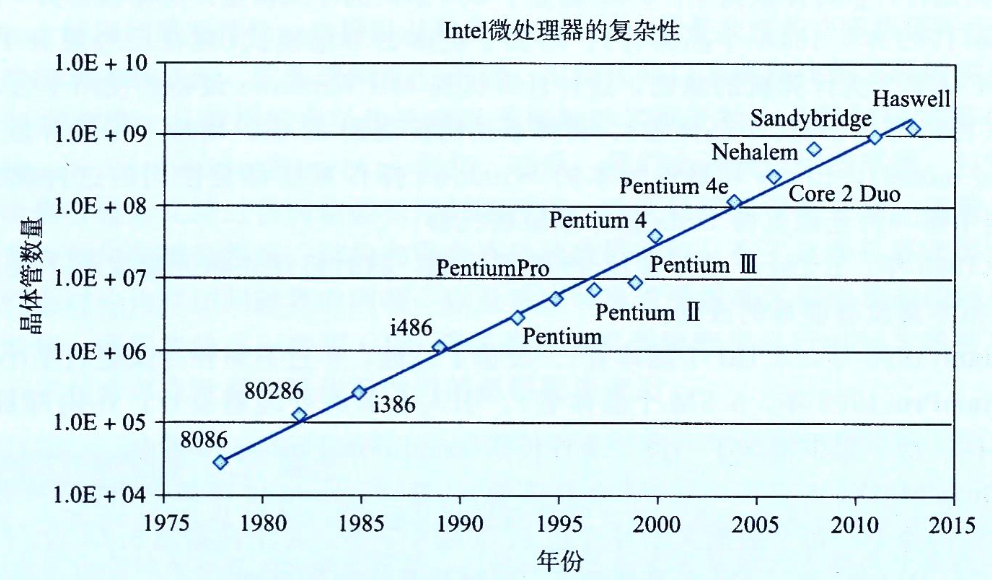 Intel微处理器的复杂性
1.0E + 10
1.0E + 09
1.0E + 08
1.0E + 07
1.0E + 06
1.0E + 05
1.0E + 04
晶体管数量
Haswell
Sandybridge
Nehalem
Core 2 Duo
Pentium 4e
Pentium 4
Pentium Ⅲ
PentiumPro
Pentium Ⅱ
Pentium
i486
i386
80286
8086
1975 1980 1985 1990 1995 2000 2005 2010 2015
年份